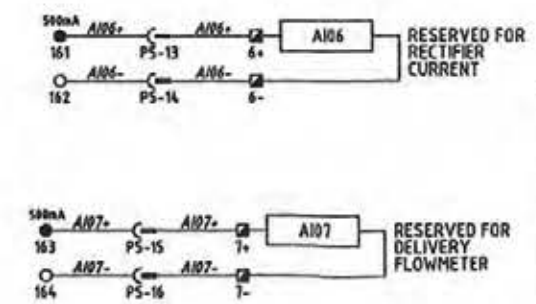 500mA AI06+ AI06+ AI06 RESERVED FOR
161 PS-13 6+ RECTIFIER
AI06- AI06- CURRENT
162 PS-14 6-
500mA AI07+ AI07+ AI07 RESERVED FOR
163 PS-15 7+ DELIVERY
AI07- AI07- FLOWMETER
164 PS-16 7-